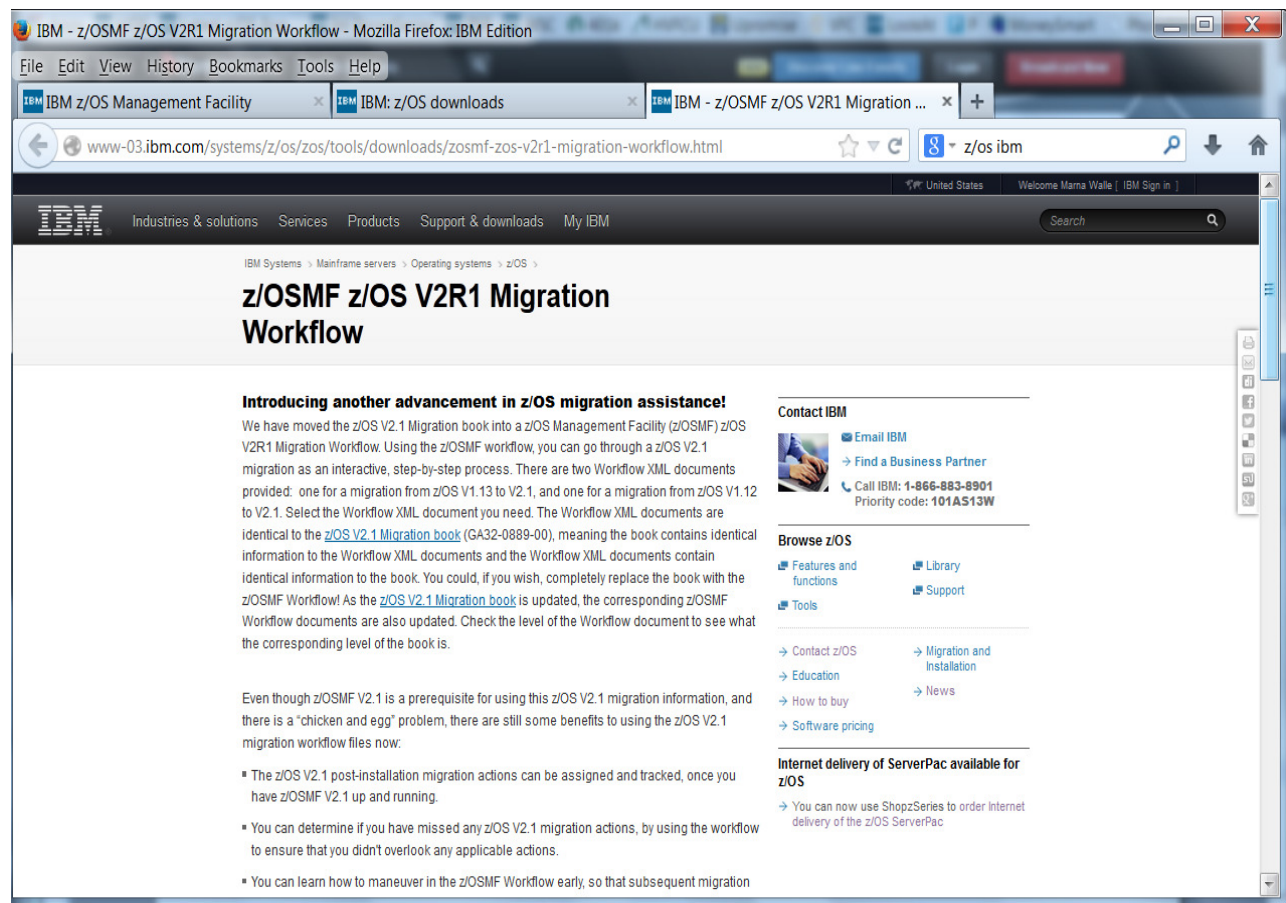 IBM - z/OSMF z/OS V2R1 Migration Workflow - Mozilla Firefox: IBM Edition
File Edit View History Bookmarks Tools Help
IBM IBM z/OS Management Facility × IBM IBM: z/OS downloads × IBM IBM - z/OSMF z/OS V2R1 Migration ... × +
www-03.ibm.com/systems/z/os/zos/tools/downloads/zosmf-zos-v2r1-migration-workflow.html 8 z/os ibm
United States Welcome Marna Walle [ IBM Sign in ]
IBM Industries & solutions Services Products Support & downloads My IBM Search
IBM Systems > Mainframe servers > Operating systems > z/OS >
z/OSMF z/OS V2R1 Migration
Workflow
Introducing another advancement in z/OS migration assistance!
We have moved the z/OS V2.1 Migration book into a z/OS Management Facility (z/OSMF) z/OS
V2R1 Migration Workflow. Using the z/OSMF workflow, you can go through a z/OS V2.1
migration as an interactive, step-by-step process. There are two Workflow XML documents
provided: one for a migration from z/OS V1.13 to V2.1, and one for a migration from z/OS V1.12
to V2.1. Select the Workflow XML document you need. The Workflow XML documents are
identical to the z/OS V2.1 Migration book (GA32-0889-00), meaning the book contains identical
information to the Workflow XML documents and the Workflow XML documents contain
identical information to the book. You could, if you wish, completely replace the book with the
z/OSMF Workflow! As the z/OS V2.1 Migration book is updated, the corresponding z/OSMF
Workflow documents are also updated. Check the level of the Workflow document to see what
the corresponding level of the book is.
Even though z/OSMF V2.1 is a prerequisite for using this z/OS V2.1 migration information, and
there is a "chicken and egg" problem, there are still some benefits to using the z/OS V2.1
migration workflow files now:
The z/OS V2.1 post-installation migration actions can be assigned and tracked, once you
have z/OSMF V2.1 up and running.
You can determine if you have missed any z/OS V2.1 migration actions, by using the workflow
to ensure that you didn't overlook any applicable actions.
You can learn how to maneuver in the z/OSMF Workflow early, so that subsequent migration
Contact IBM
Email IBM
Find a Business Partner
Call IBM: 1-866-883-8901
Priority code: 101AS13W
Browse z/OS
Features and functions
Library
Support
Tools
Contact z/OS
Migration and Installation
Education
News
How to buy
Software pricing
Internet delivery of ServerPac available for
z/OS
You can now use ShopzSeries to order Internet
delivery of the z/OS ServerPac